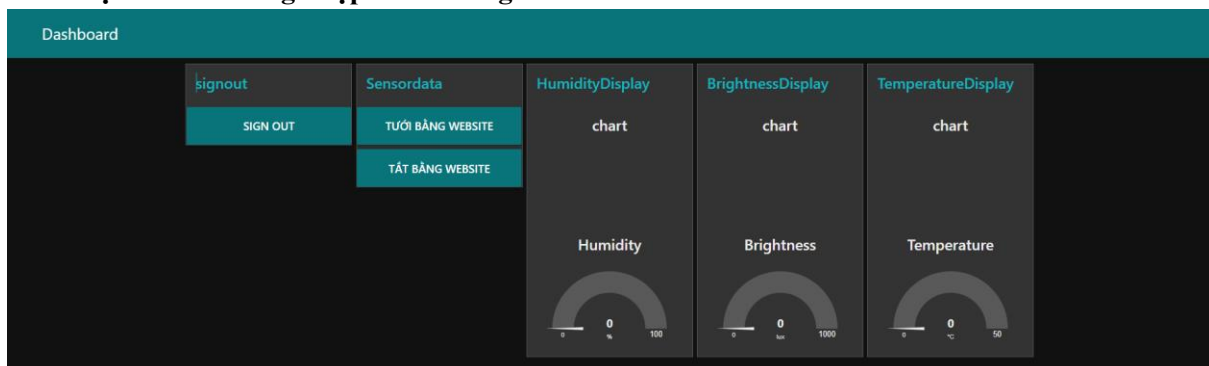 Dashboard
signout
SIGN OUT
Sensordata
TƯỚI BẰNG WEBSITE
TẮT BẰNG WEBSITE
HumidityDisplay
chart
Humidity
0
%
0
100
BrightnessDisplay
chart
Brightness
0
lux
0
1000
TemperatureDisplay
chart
Temperature
0
°C
0
50